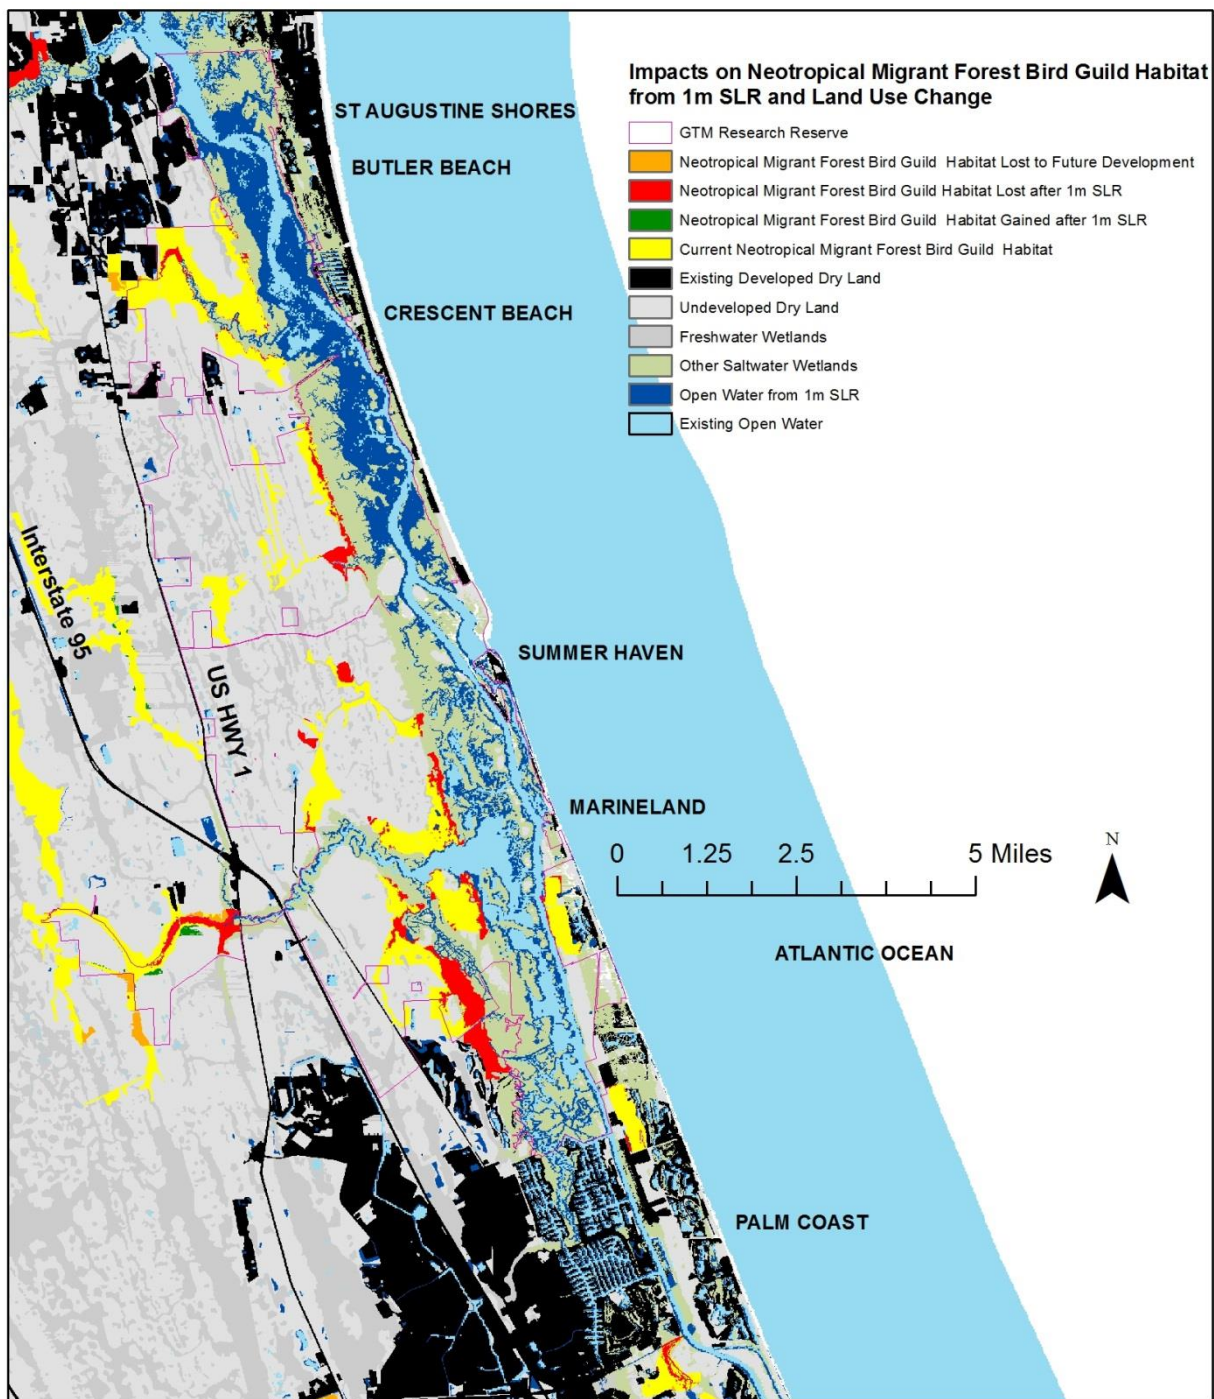 Impacts on Neotropical Migrant Forest Bird Guild Habitat
from 1m SLR and Land Use Change
GTM Research Reserve
Neotropical Migrant Forest Bird Guild  Habitat Lost to Future Development
Neotropical Migrant Forest Bird Guild Habitat Lost after 1m SLR
Neotropical Migrant Forest Bird Guild  Habitat Gained after 1m SLR
Current Neotropical Migrant Forest Bird Guild  Habitat
Existing Developed Dry Land
Undeveloped Dry Land
Freshwater Wetlands
Other Saltwater Wetlands
Open Water from 1m SLR
Existing Open Water
ST AUGUSTINE SHORES
BUTLER BEACH
CRESCENT BEACH
Interstate 95
US HWY 1
SUMMER HAVEN
MARINELAND
0 1.25 2.5 5 Miles
N
ATLANTIC OCEAN
PALM COAST